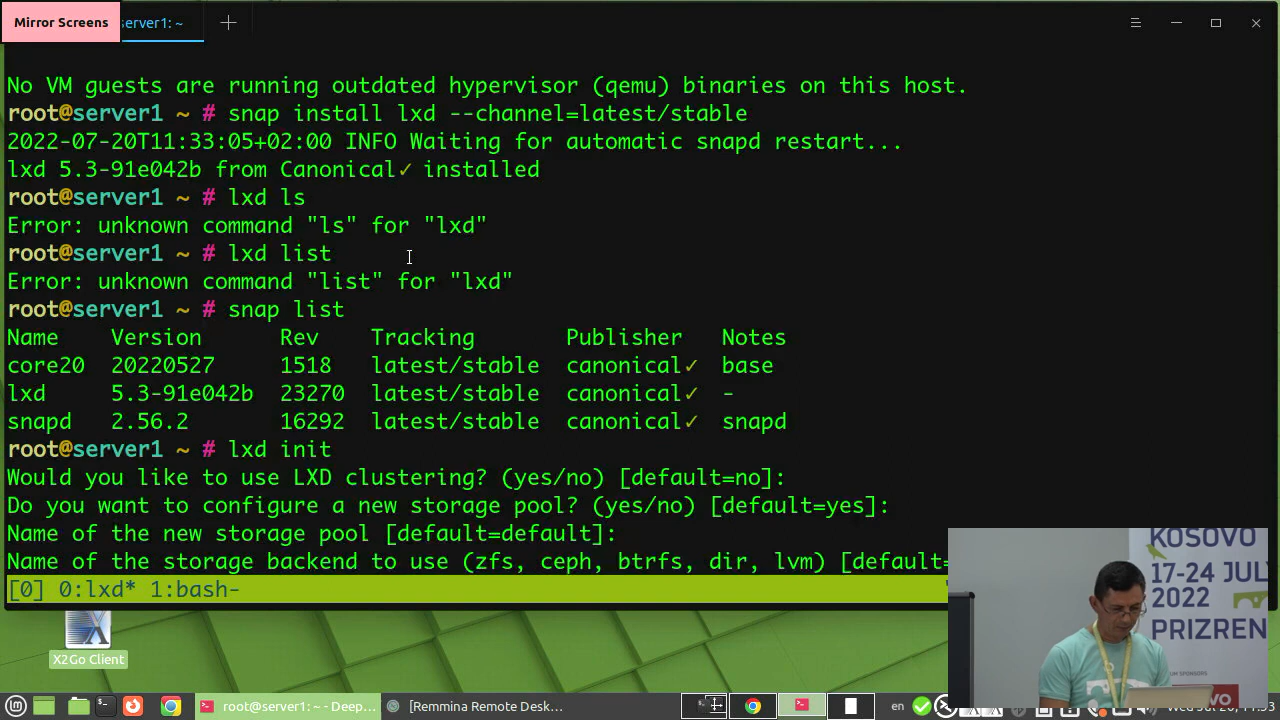 Mirror Screens
server1: ~
No VM guests are running outdated hypervisor (qemu) binaries on this host.
root@server1 ~ # snap install lxd --channel=latest/stable
2022-07-20T11:33:05+02:00 INFO Waiting for automatic snapd restart...
lxd 5.3-91e042b from Canonical✓ installed
root@server1 ~ # lxd ls
Error: unknown command "ls" for "lxd"
root@server1 ~ # lxd list
Error: unknown command "list" for "lxd"
root@server1 ~ # snap list
Name Version Rev Tracking Publisher Notes
core20 20220527 1518 latest/stable canonical✓ base
lxd 5.3-91e042b 23270 latest/stable canonical✓ -
snapd 2.56.2 16292 latest/stable canonical✓ snapd
root@server1 ~ # lxd init
Would you like to use LXD clustering? (yes/no) [default=no]:
Do you want to configure a new storage pool? (yes/no) [default=yes]:
Name of the new storage pool [default=default]:
Name of the storage backend to use (zfs, ceph, btrfs, dir, lvm) [default=
[0] 0:lxd* 1:bash-
KOSOVO
17-24 JUL
2022
PRIZREN
X2Go Client
root@server1: ~ - Deep...
[Remmina Remote Desk...
en